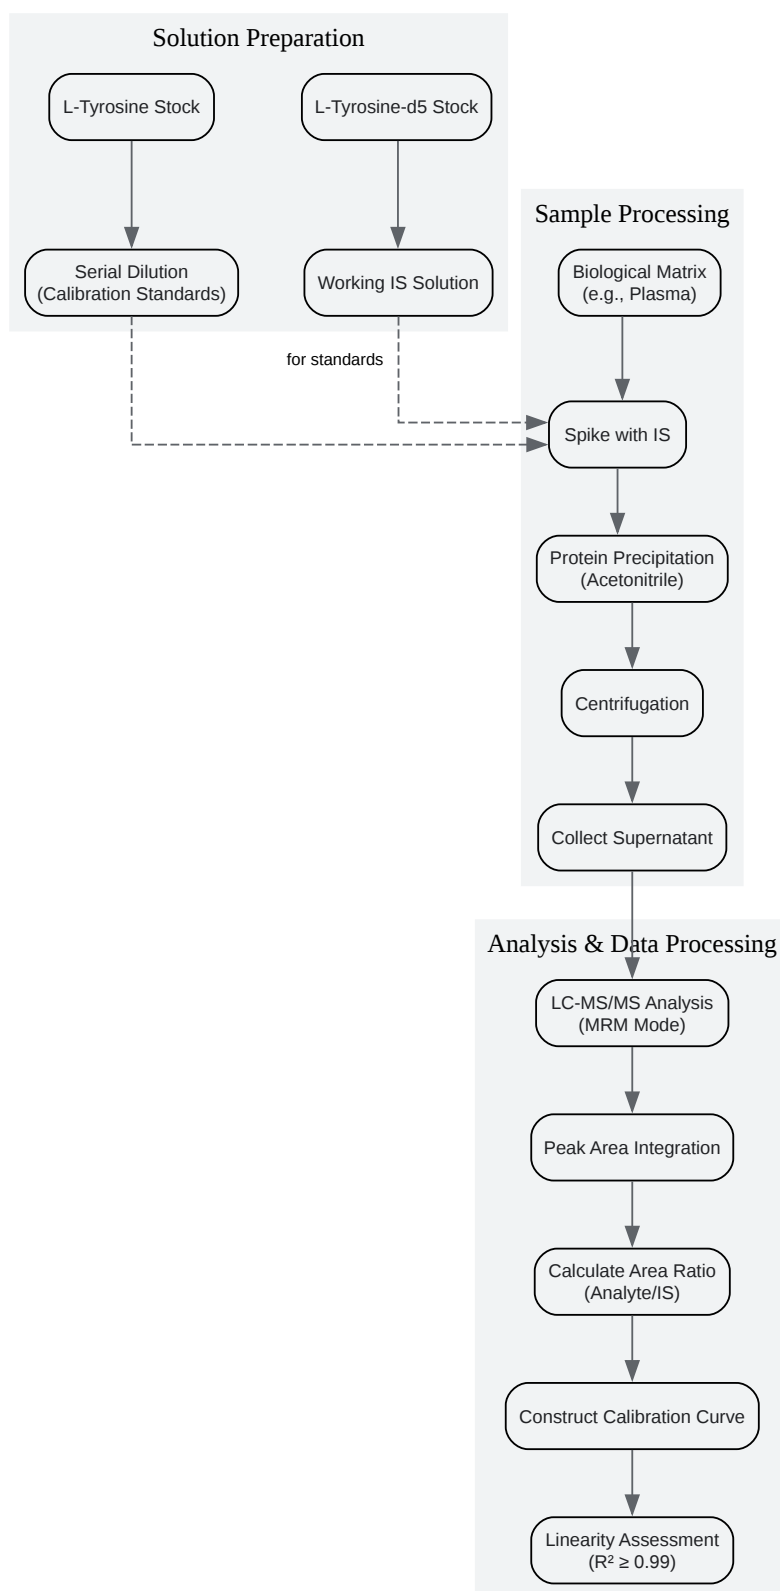 Solution Preparation
L-Tyrosine Stock
L-Tyrosine-d5 Stock
Serial Dilution
(Calibration Standards)
Working IS Solution
for standards
Sample Processing
Biological Matrix
(e.g., Plasma)
Spike with IS
Protein Precipitation
(Acetonitrile)
Centrifugation
Collect Supernatant
Analysis & Data Processing
LC-MS/MS Analysis
(MRM Mode)
Peak Area Integration
Calculate Area Ratio
(Analyte/IS)
Construct Calibration Curve
Linearity Assessment
(R² ≥ 0.99)